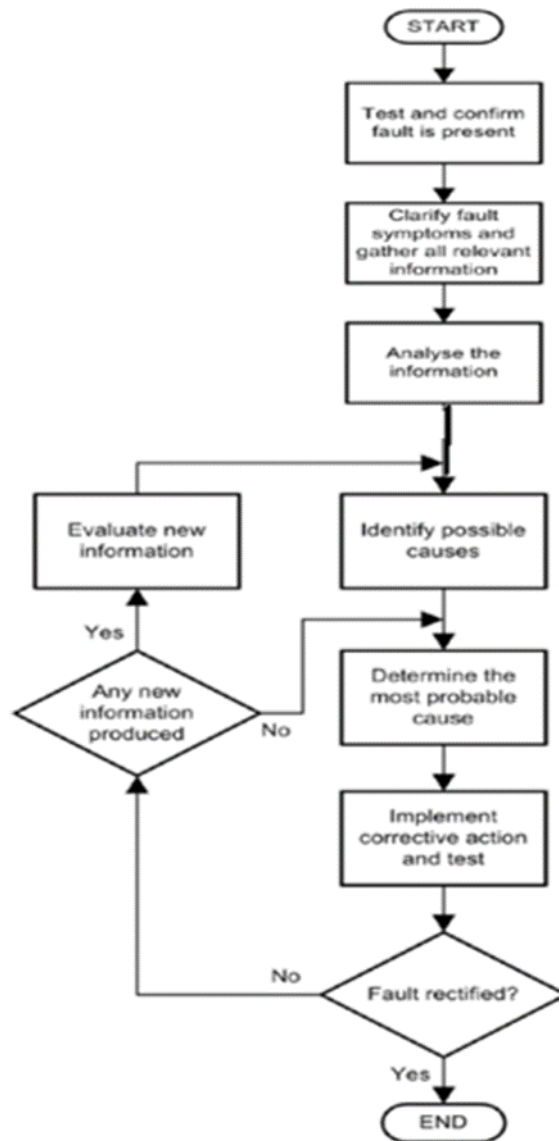 START
Test and confirm
fault is present
Clarify fault
symptoms and
gather all relevant
information
Analyse the
information
Evaluate new
information
Identify possible
causes
Yes
Any new
information
produced
No
Determine the
most probable
cause
Implement
corrective action
and test
No
Fault rectified?
Yes
END